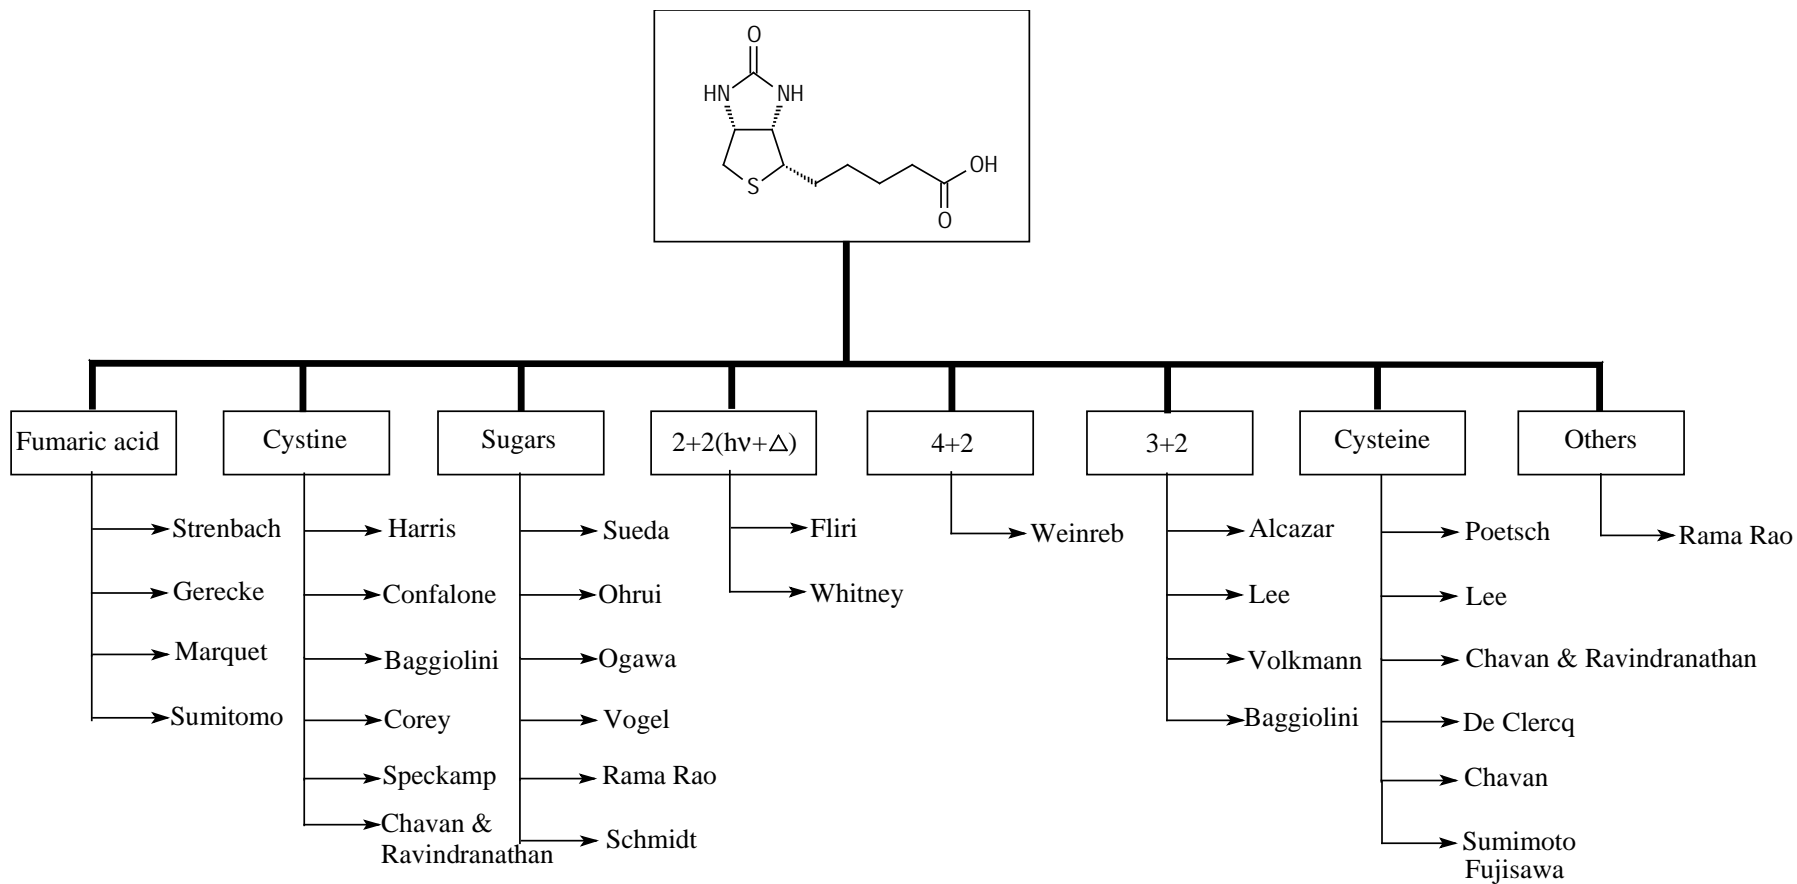 O
HN
NH
S
OH
O
Fumaric acid
Strenbach
Gerecke
Marquet
Sumitomo
Cystine
Harris
Confalone
Baggiolini
Corey
Speckamp
Chavan &
Ravindranathan
Sugars
Sueda
Ohrui
Ogawa
Vogel
Rama Rao
Schmidt
2+2(hν+△)
Fliri
Whitney
4+2
Weinreb
3+2
Alcazar
Lee
Volkmann
Baggiolini
Cysteine
Poetsch
Lee
Chavan & Ravindranathan
De Clercq
Chavan
Sumimoto
Fujisawa
Others
Rama Rao